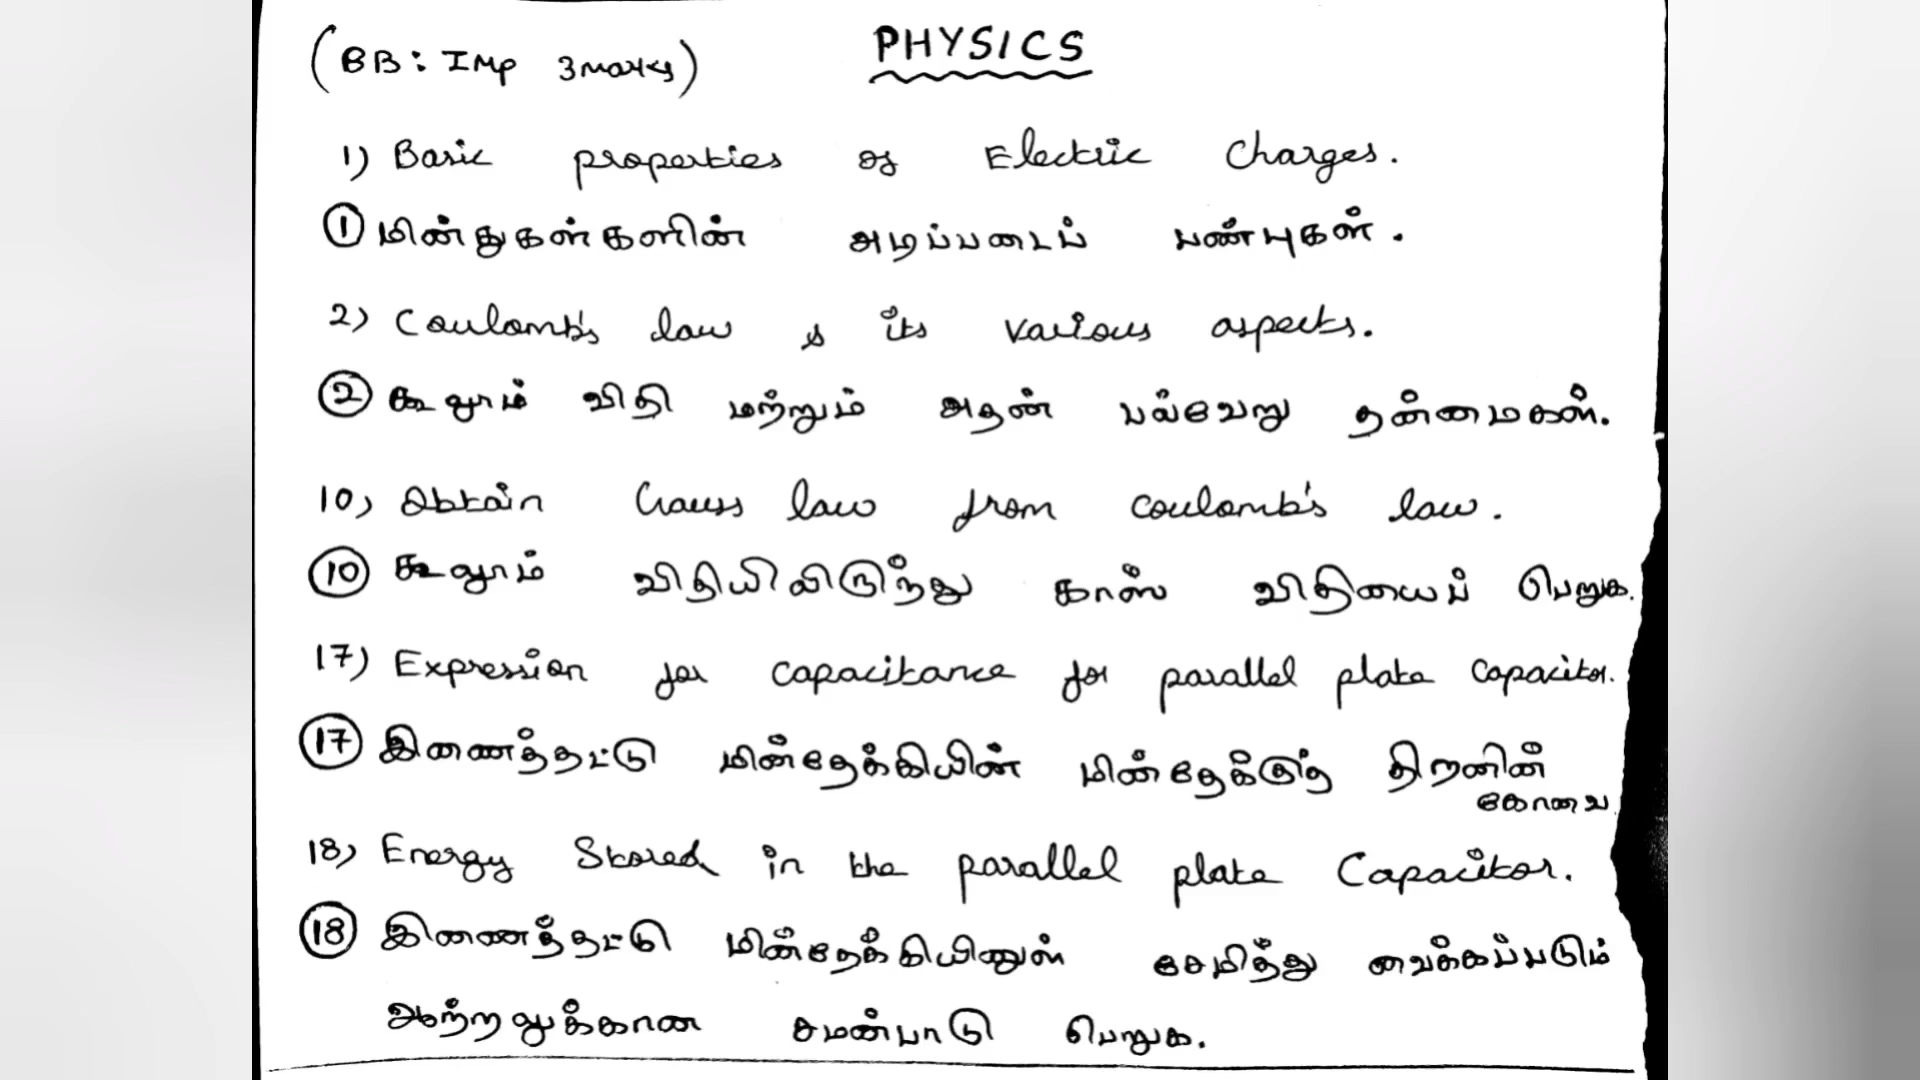 (BB: Imp 3marks) PHYSICS
1) Basic properties of Electric Charges.
① மின்துகள்களின் அடிப்படைப் பண்புகள்.
2) Coulomb's law & its various aspects.
② கூலூம் விதி மற்றும் அதன் பல்வேறு தன்மைகள்.
10) Obtain Gauss law from Coulomb's law.
⑩ கூலூம் விதியிலிருந்து காஸ் விதியைப் பெறுக.
17) Expression for capacitance for parallel plate capacitor.
⑰ இணைத்தட்டு மின்தேக்கியின் மின்தேக்குத் திறனின்
கோவை
18) Energy Stored in the parallel plate Capacitor.
⑱ இணைத்தட்டு மின்தேக்கியினுள் சேமித்து வைக்கப்படும்
ஆற்றலுக்கான சமன்பாடு பெறுக.